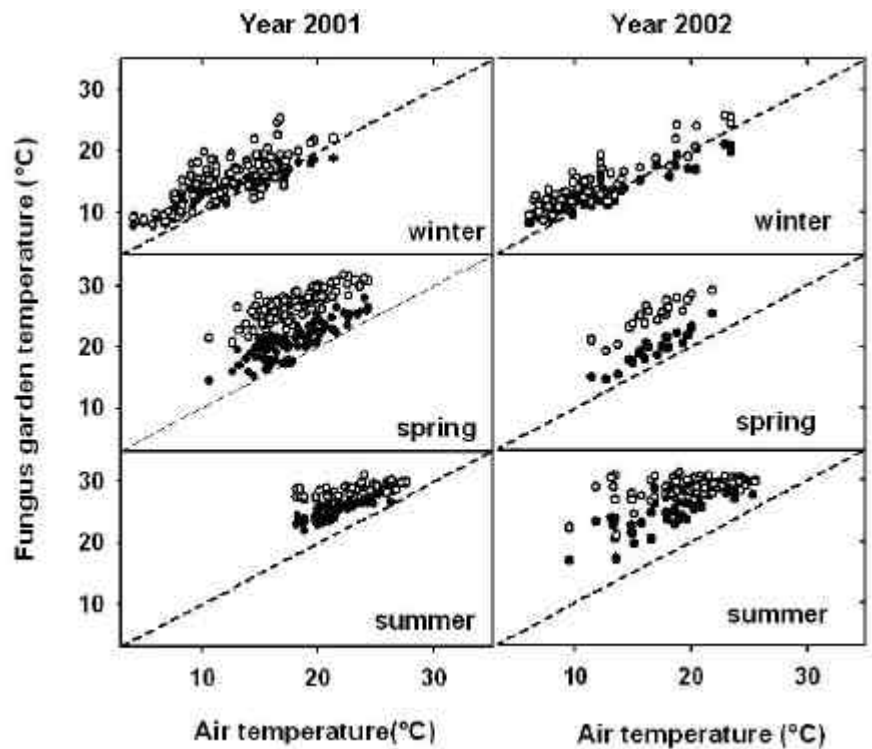 Year 2001
Year 2002
Fungus garden temperature (°C)
30
20
10
winter
winter
30
20
10
spring
spring
30
20
10
summer
summer
10
20
30
10
20
30
Air temperature(°C)
Air temperature (°C)